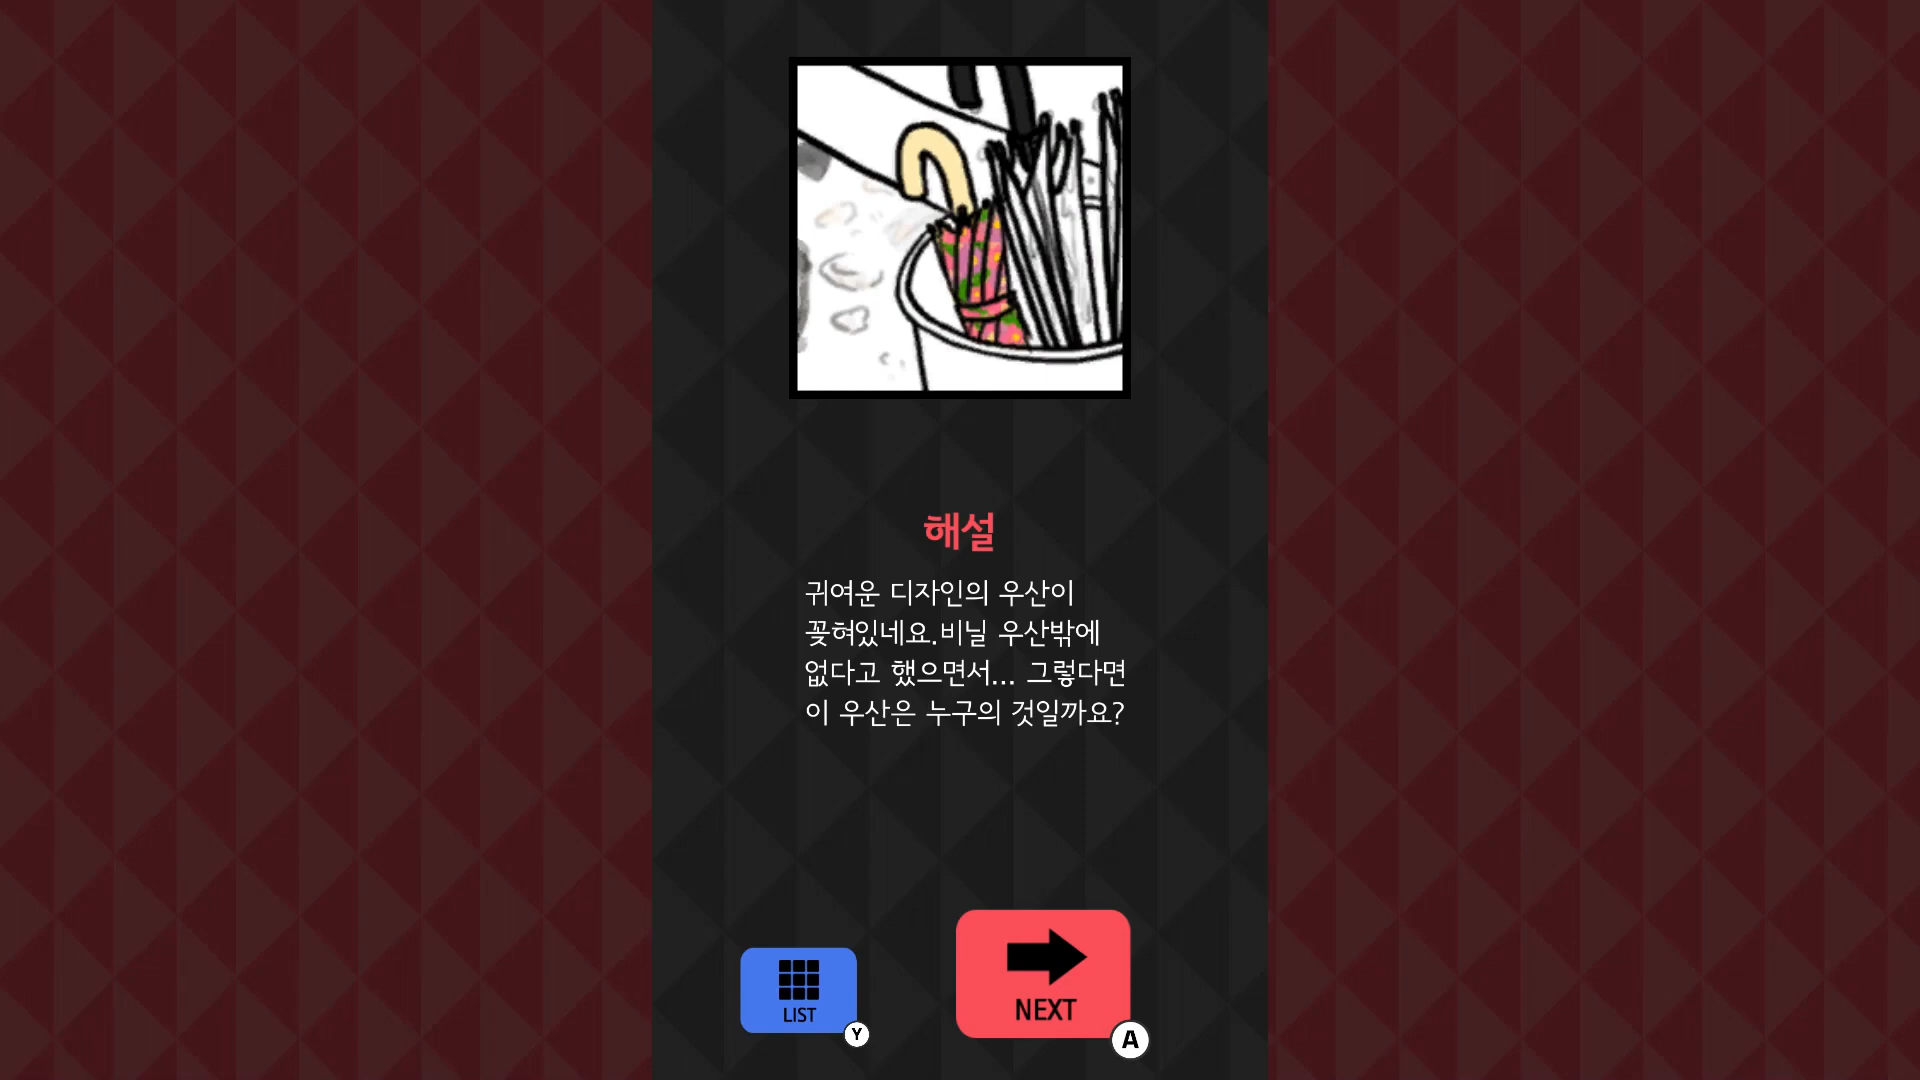 해설
귀여운 디자인의 우산이
꽂혀있네요.비닐 우산밖에
없다고 했으면서... 그렇다면
이 우산은 누구의 것일까요?
LIST
Y
NEXT
A